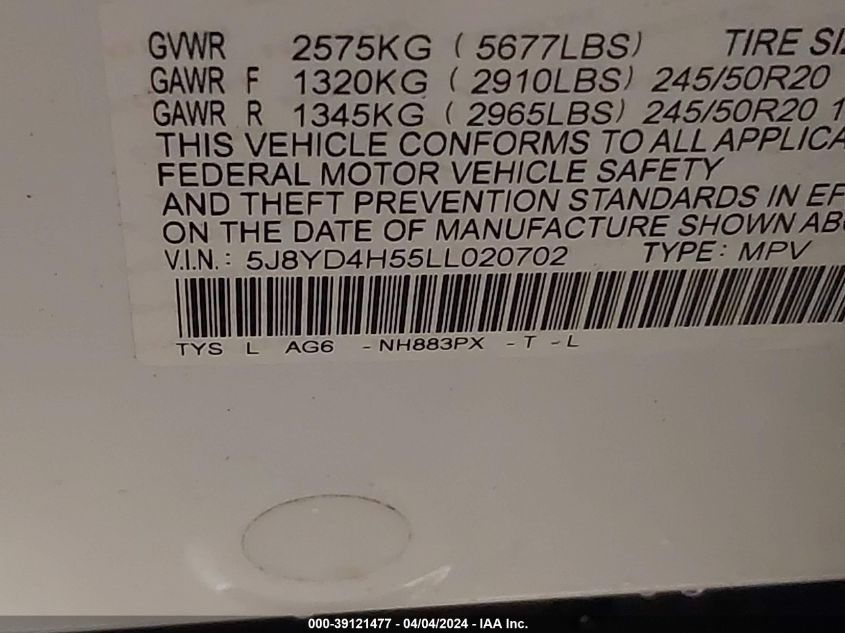 GVWR 2575KG ( 5677LBS) TIRE SI
GAWR F 1320KG ( 2910LBS) 245/50R20
GAWR R 1345KG ( 2965LBS) 245/50R20 1
THIS VEHICLE CONFORMS TO ALL APPLICA
FEDERAL MOTOR VEHICLE SAFETY
AND THEFT PREVENTION STANDARDS IN EF
ON THE DATE OF MANUFACTURE SHOWN AB
V.I.N.: 5J8YD4H55LL020702 TYPE: MPV
TYS L AG6 -NH883PX -T -L
000-39121477 - 04/04/2024 - IAA Inc.